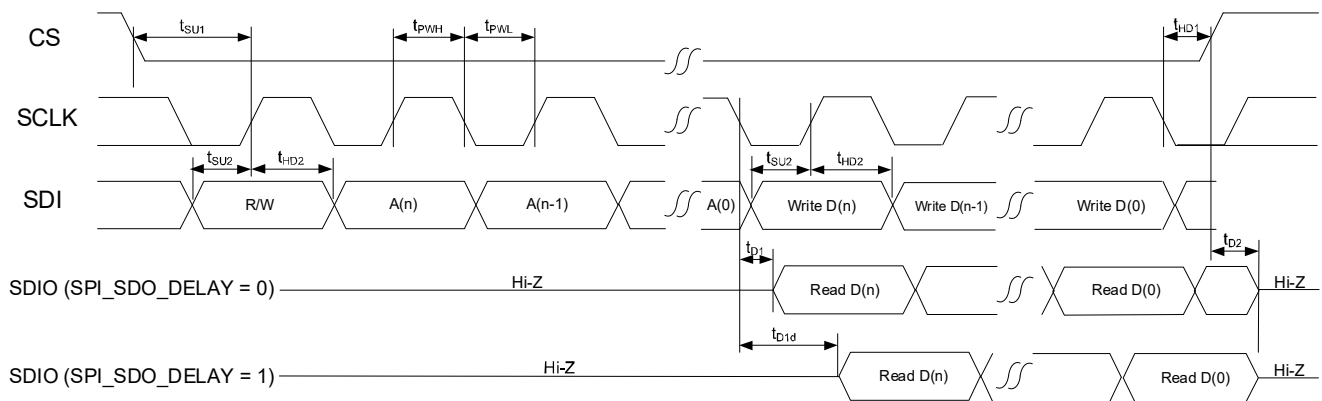 CS
t_SU1
t_PWH
t_PWL
t_HD1
SCLK
t_SU2
t_HD2
t_SU2
t_HD2
SDI
R/W
A(n)
A(n-1)
A(0)
Write D(n)
Write D(n-1)
Write D(0)
t_D1
t_D2
SDIO (SPI_SDO_DELAY = 0)
Hi-Z
Read D(n)
Read D(0)
Hi-Z
t_D1d
SDIO (SPI_SDO_DELAY = 1)
Hi-Z
Read D(n)
Read D(0)
Hi-Z